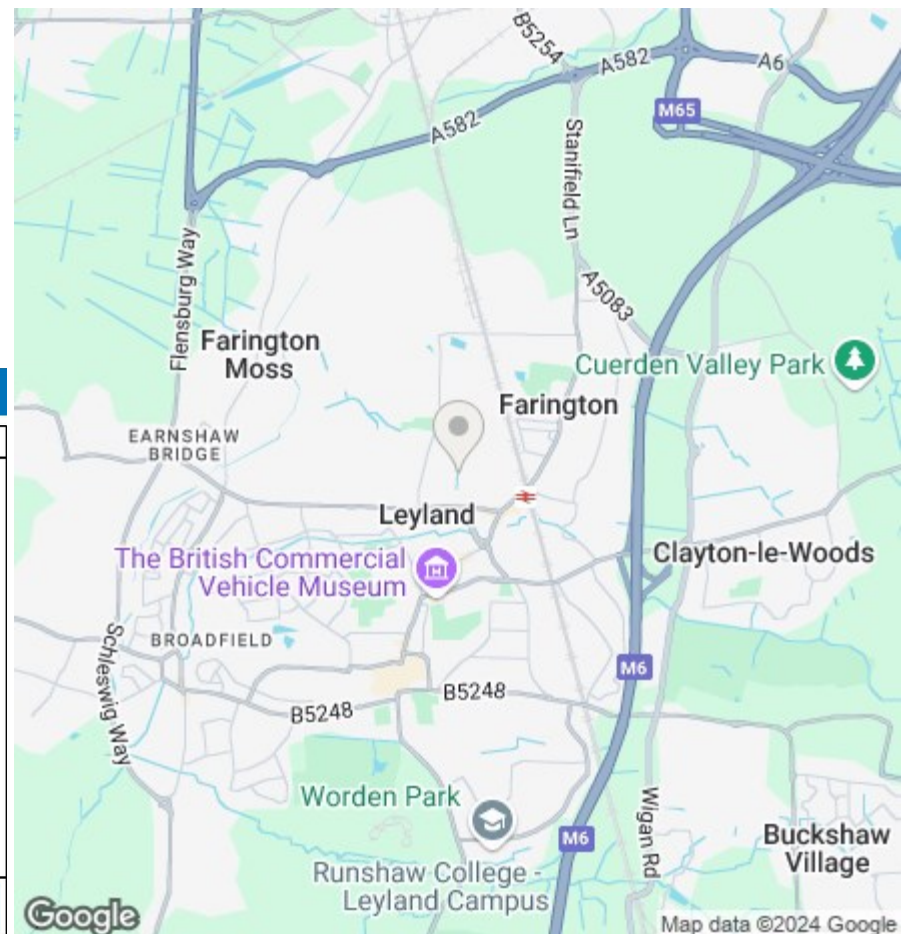 B5254
A582
A6
M65
A582
Stanifield Ln
A5083
Flensburg Way
Farington
Moss
Cuerden Valley Park
Farington
EARNSHAW
BRIDGE
Leyland
The British Commercial
Vehicle Museum
Clayton-le-Woods
BROADFIELD
Schleswig Way
M6
B5248
B5248
Worden Park
Wigan Rd
M6
Buckshaw
Village
Runshaw College -
Leyland Campus
Google
Map data ©2024 Google